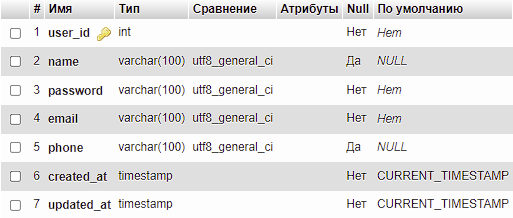 # Имя Тип Сравнение Атрибуты Null По умолчанию
1 user_id int Нет Нет
2 name varchar(100) utf8_general_ci Да NULL
3 password varchar(100) utf8_general_ci Нет Нет
4 email varchar(100) utf8_general_ci Нет Нет
5 phone varchar(100) utf8_general_ci Да NULL
6 created_at timestamp Нет CURRENT_TIMESTAMP
7 updated_at timestamp Нет CURRENT_TIMESTAMP